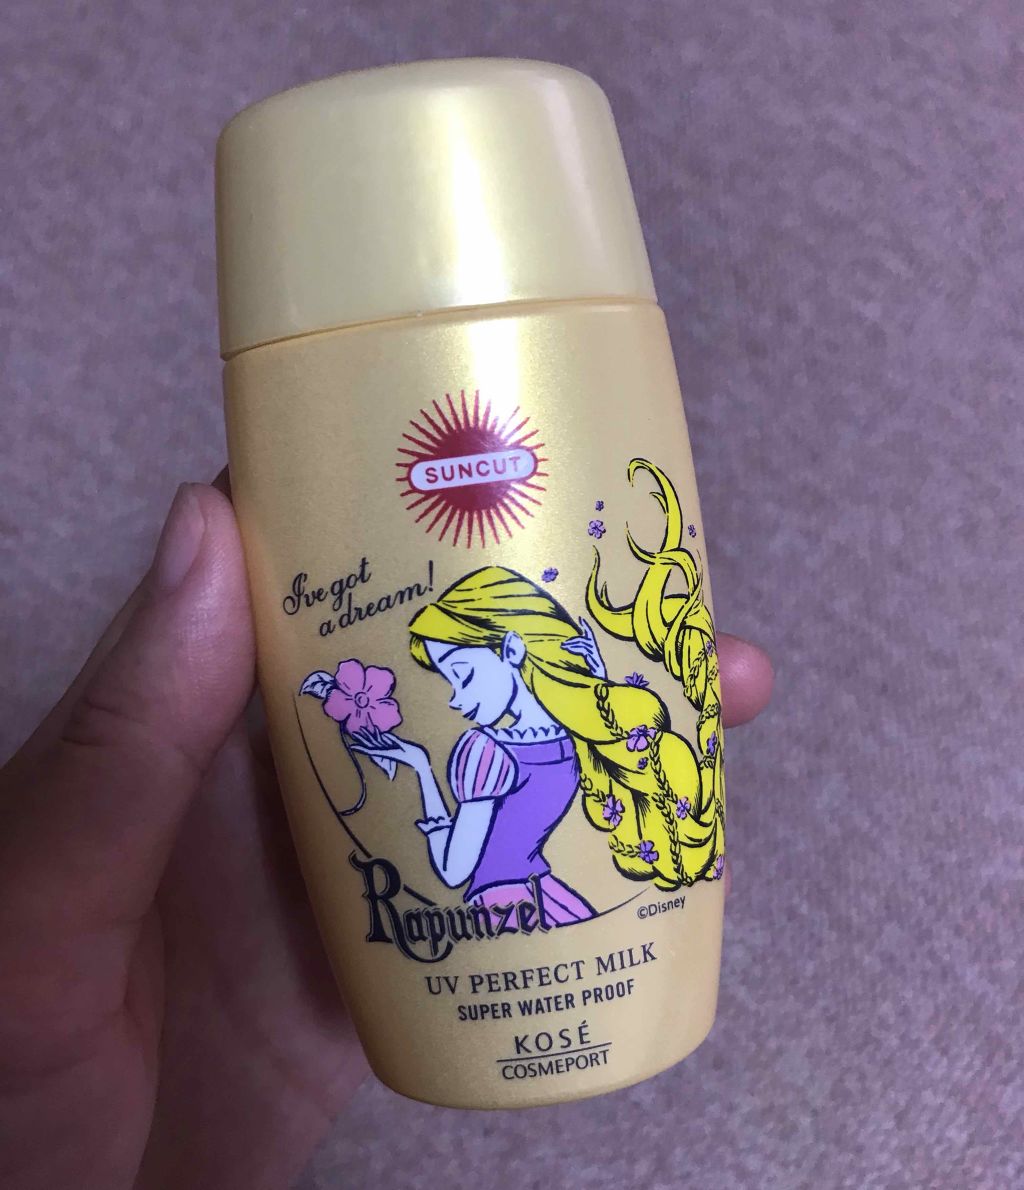 SUNCUT
I've got
a dream!
Rapunzel
©Disney
UV PERFECT MILK
SUPER WATER PROOF
KOSÉ
COSMEPORT